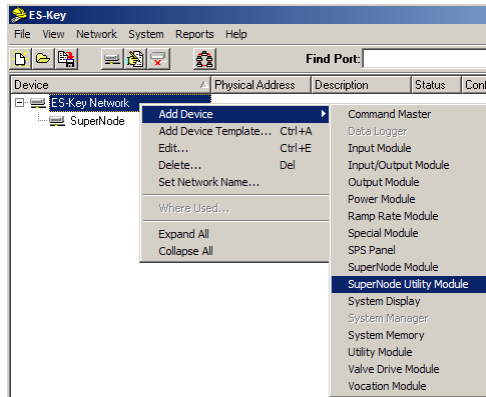 ES-Key
File View Network System Reports Help
Find Port:
Device Physical Address Description Status
ES-Key Network
SuperNode
Add Device
Add Device Template... Ctrl+A
Edit... Ctrl+E
Delete... Del
Set Network Name...
Where Used...
Expand All
Collapse All
Command Master
Data Logger
Input Module
Input/Output Module
Output Module
Power Module
Ramp Rate Module
Special Module
SPS Panel
SuperNode Module
SuperNode Utility Module
System Display
System Manager
System Memory
Utility Module
Valve Drive Module
Vocation Module